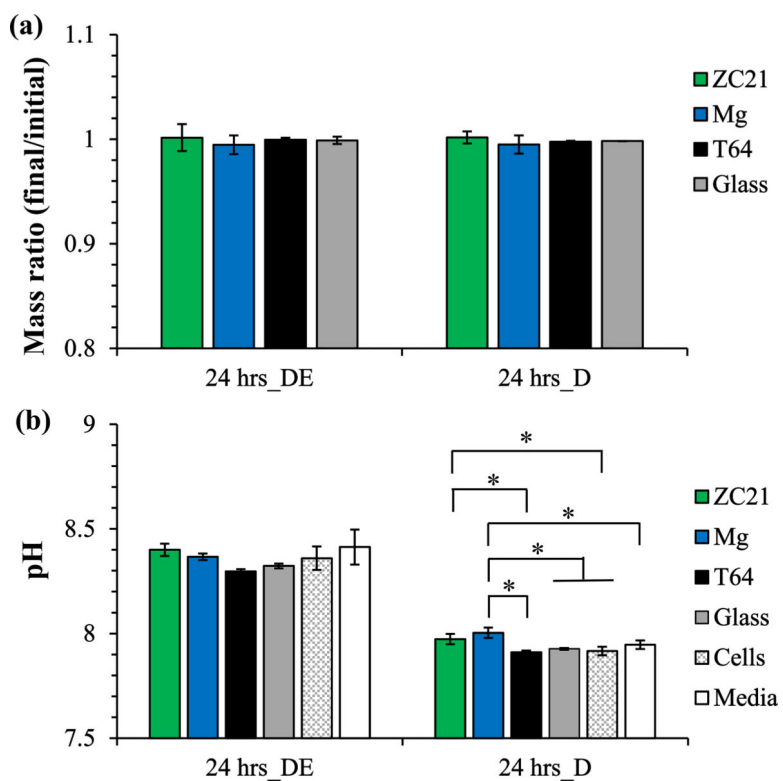 (a)
Mass ratio (final/initial)
1.1
1
0.9
0.8
24 hrs_DE
24 hrs_D
ZC21
Mg
T64
Glass
(b)
pH
9
8.5
8
7.5
*
*
*
*
*
24 hrs_DE
24 hrs_D
ZC21
Mg
T64
Glass
Cells
Media